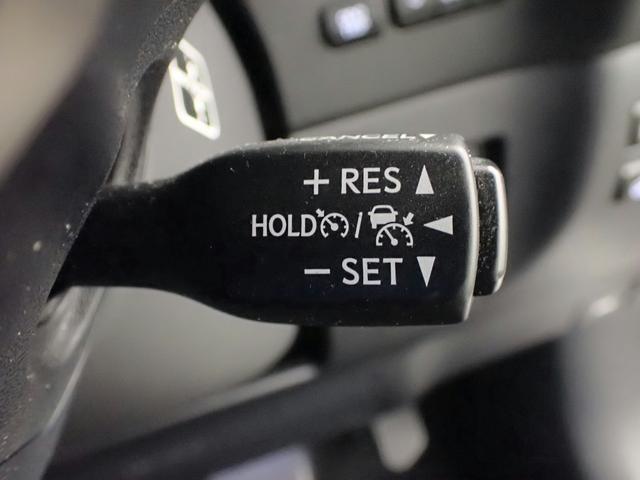 CANCEL ▼
+ RES ▲
HOLD / ◀
− SET ▼